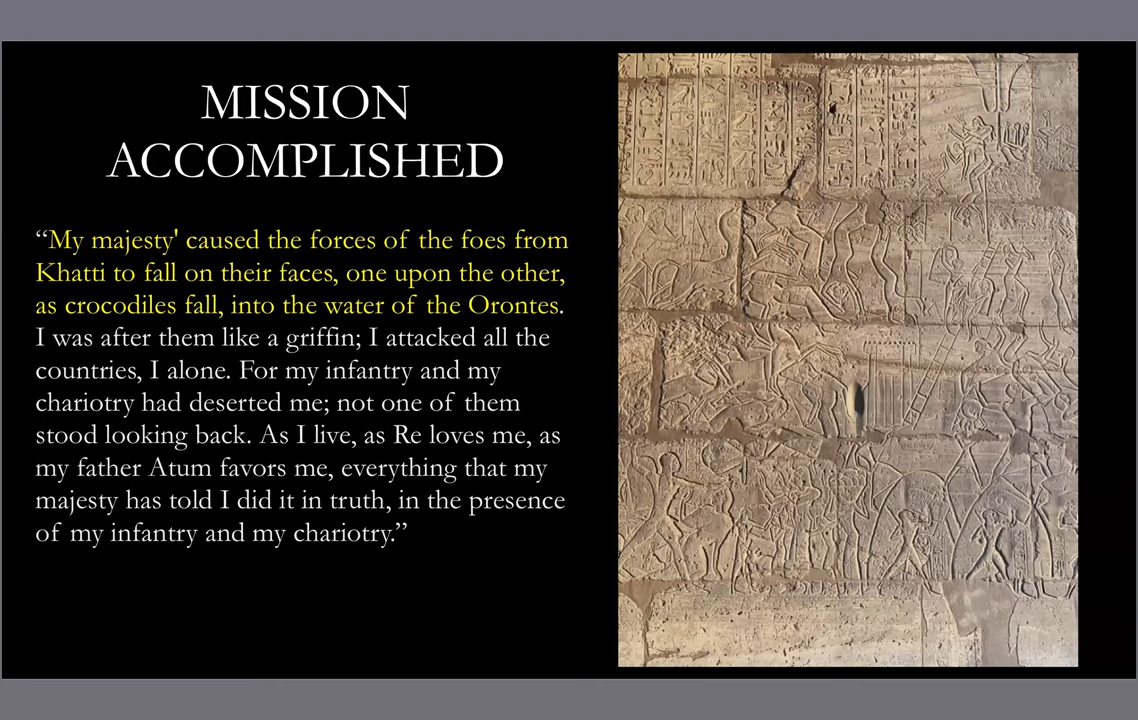 MISSION
ACCOMPLISHED
“My majesty' caused the forces of the foes from
Khatti to fall on their faces, one upon the other,
as crocodiles fall, into the water of the Orontes.
I was after them like a griffin; I attacked all the
countries, I alone. For my infantry and my
chariotry had deserted me; not one of them
stood looking back. As I live, as Re loves me, as
my father Atum favors me, everything that my
majesty has told I did it in truth, in the presence
of my infantry and my chariotry.”